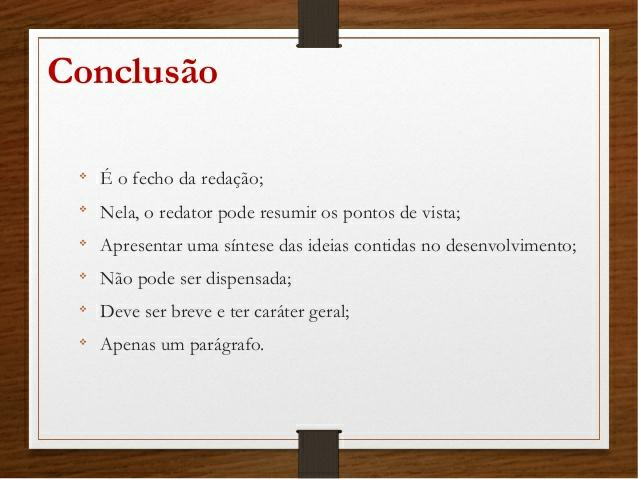 Conclusão
É o fecho da redação;
Nela, o redator pode resumir os pontos de vista;
Apresentar uma síntese das ideias contidas no desenvolvimento;
Não pode ser dispensada;
Deve ser breve e ter caráter geral;
Apenas um parágrafo.